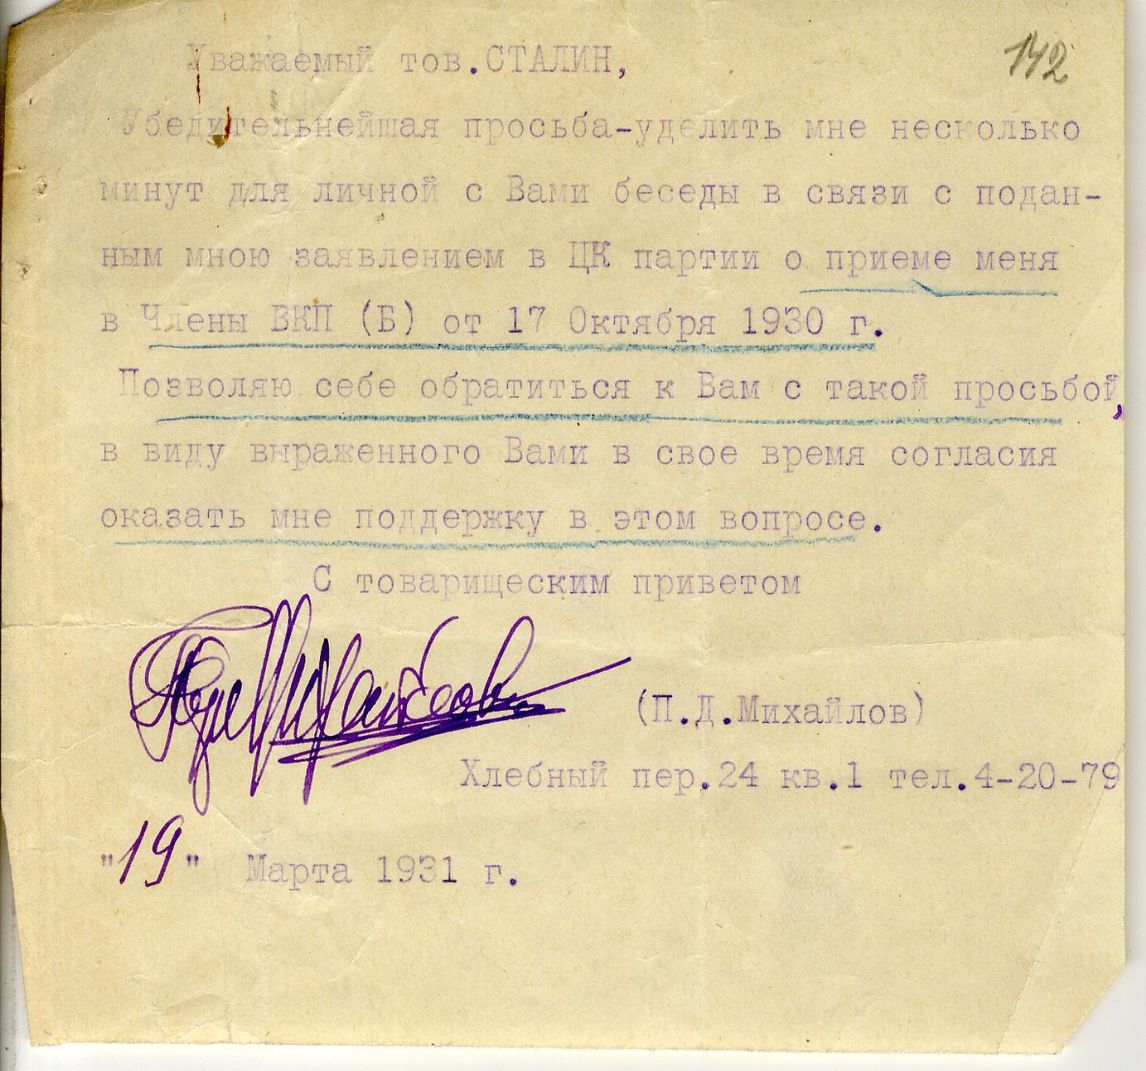 142
Уважаемый тов.СТАЛИН,
Убедительнейшая просьба-уделить мне несколько
минут для личной с Вами беседы в связи с подан-
ным мною заявлением в ЦК партии о приеме меня
в Члены ВКП (Б) от 17 Октября 1930 г.
Позволяю себе обратиться к Вам с такой просьбой,
в виду выраженного Вами в свое время согласия
оказать мне поддержку в этом вопросе.
С товарищеским приветом
(П.Д.Михайлов)
Хлебный пер.24 кв.1 тел.4-20-79
"19" Марта 1931 г.